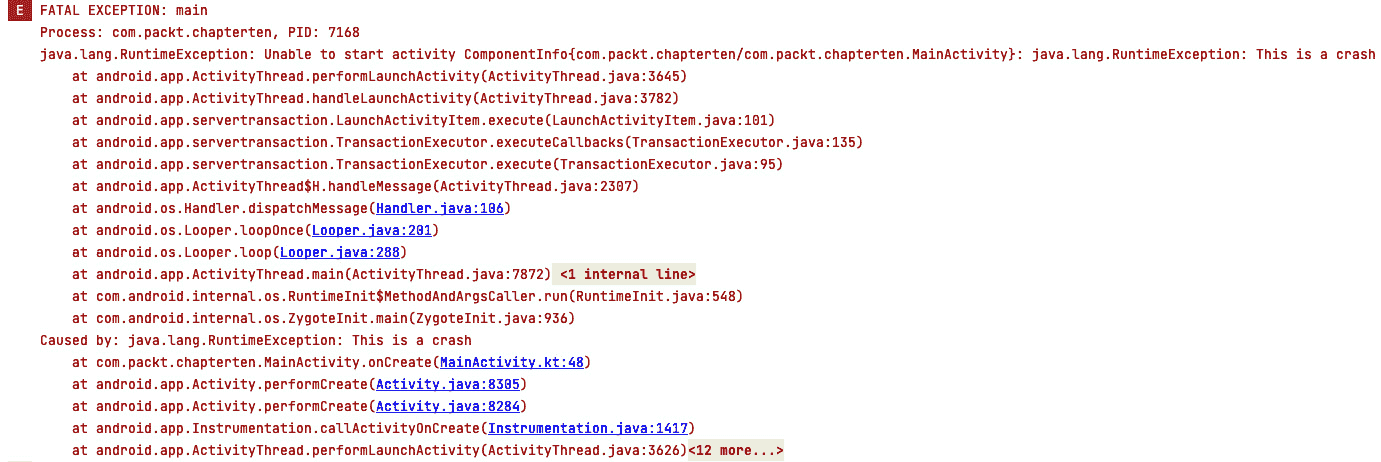 E FATAL EXCEPTION: main
Process: com.packt.chapterten, PID: 7168
java.lang.RuntimeException: Unable to start activity ComponentInfo{com.packt.chapterten/com.packt.chapterten.MainActivity}: java.lang.RuntimeException: This is a crash
at android.app.ActivityThread.performLaunchActivity(ActivityThread.java:3645)
at android.app.ActivityThread.handleLaunchActivity(ActivityThread.java:3782)
at android.app.servertransaction.LaunchActivityItem.execute(LaunchActivityItem.java:101)
at android.app.servertransaction.TransactionExecutor.executeCallbacks(TransactionExecutor.java:135)
at android.app.servertransaction.TransactionExecutor.execute(TransactionExecutor.java:95)
at android.app.ActivityThread$H.handleMessage(ActivityThread.java:2307)
at android.os.Handler.dispatchMessage(Handler.java:106)
at android.os.Looper.loopOnce(Looper.java:201)
at android.os.Looper.loop(Looper.java:288)
at android.app.ActivityThread.main(ActivityThread.java:7872) <1 internal line>
at com.android.internal.os.RuntimeInit$MethodAndArgsCaller.run(RuntimeInit.java:548)
at com.android.internal.os.ZygoteInit.main(ZygoteInit.java:936)
Caused by: java.lang.RuntimeException: This is a crash
at com.packt.chapterten.MainActivity.onCreate(MainActivity.kt:48)
at android.app.Activity.performCreate(Activity.java:8305)
at android.app.Activity.performCreate(Activity.java:8284)
at android.app.Instrumentation.callActivityOnCreate(Instrumentation.java:1417)
at android.app.ActivityThread.performLaunchActivity(ActivityThread.java:3626)<12 more...>